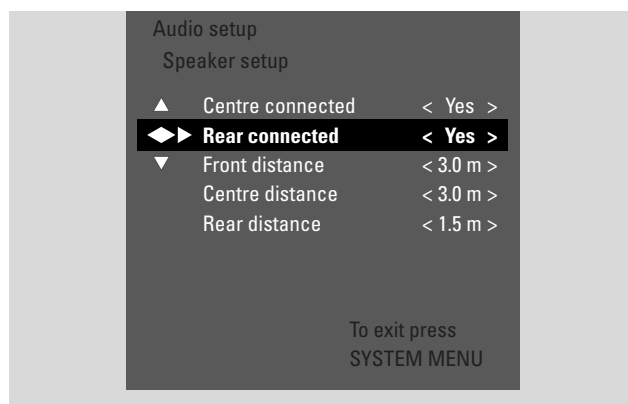 Audio setup
Speaker setup
Centre connected < Yes >
Rear connected < Yes >
Front distance < 3.0 m >
Centre distance < 3.0 m >
Rear distance < 1.5 m >
To exit press
SYSTEM MENU